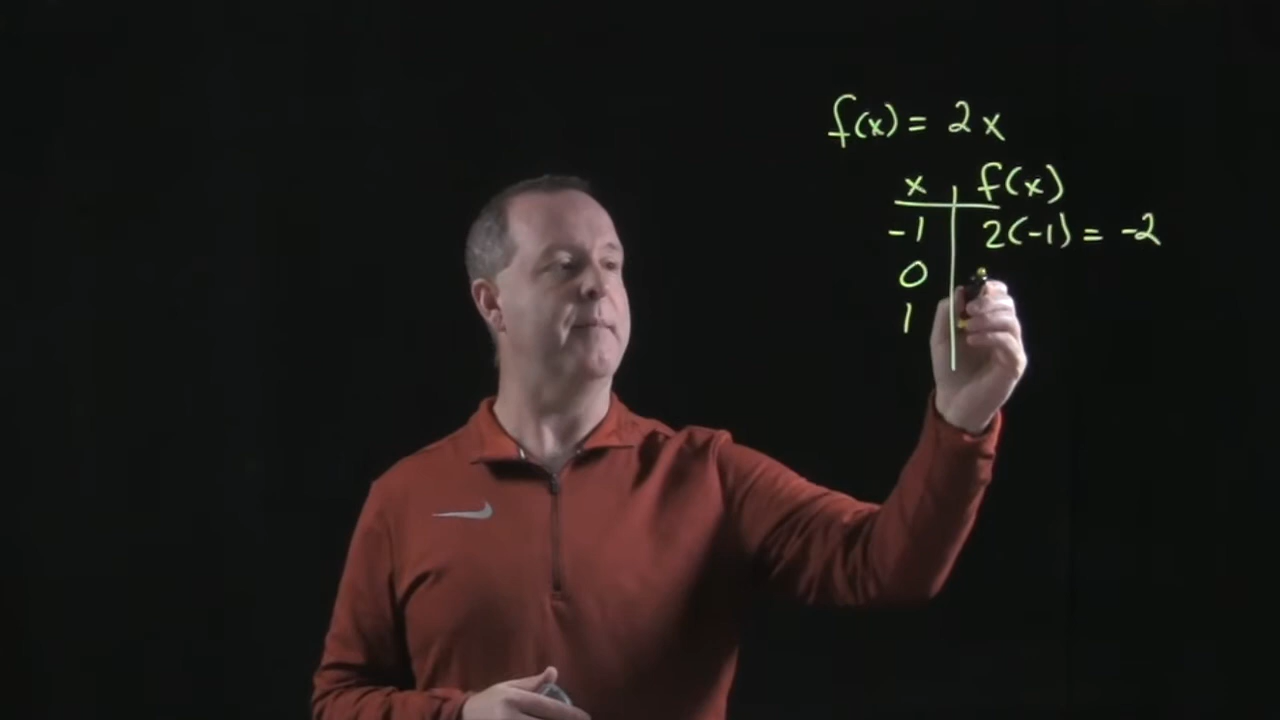 f(x) = 2x
x f(x)
-1 2(-1) = -2
0
1